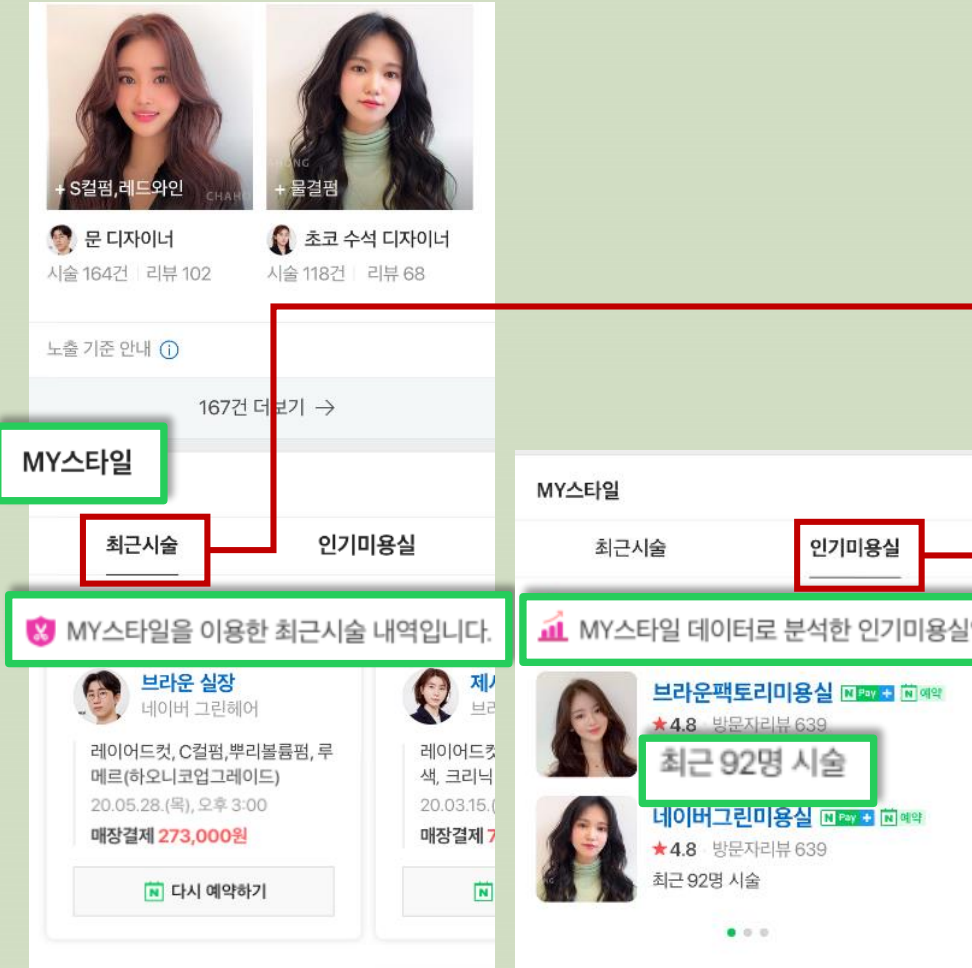 + S컬펌,레드와인
CHAHO
+ 물결펌
문 디자이너
시술 164건 리뷰 102
초코 수석 디자이너
시술 118건 리뷰 68
노출 기준 안내
167건 더보기 →
MY스타일
최근시술
인기미용실
MY스타일을 이용한 최근시술 내역입니다.
브라운 실장
네이버 그린헤어
레이어드컷, C컬펌,뿌리볼륨펌, 루
메르(하오니코업그레이드)
20.05.28.(목), 오후 3:00
매장결제 273,000원
N 다시 예약하기
레이어드
색, 크리닉
20.03.15.(
매장결제 7
N
MY스타일
최근시술
인기미용실
MY스타일 데이터로 분석한 인기미용실
브라운팩토리미용실 N Pay + N 예약
★4.8 방문자리뷰 639
최근 92명 시술
네이버그린미용실 N Pay + N 예약
★4.8 방문자리뷰 639
최근 92명 시술